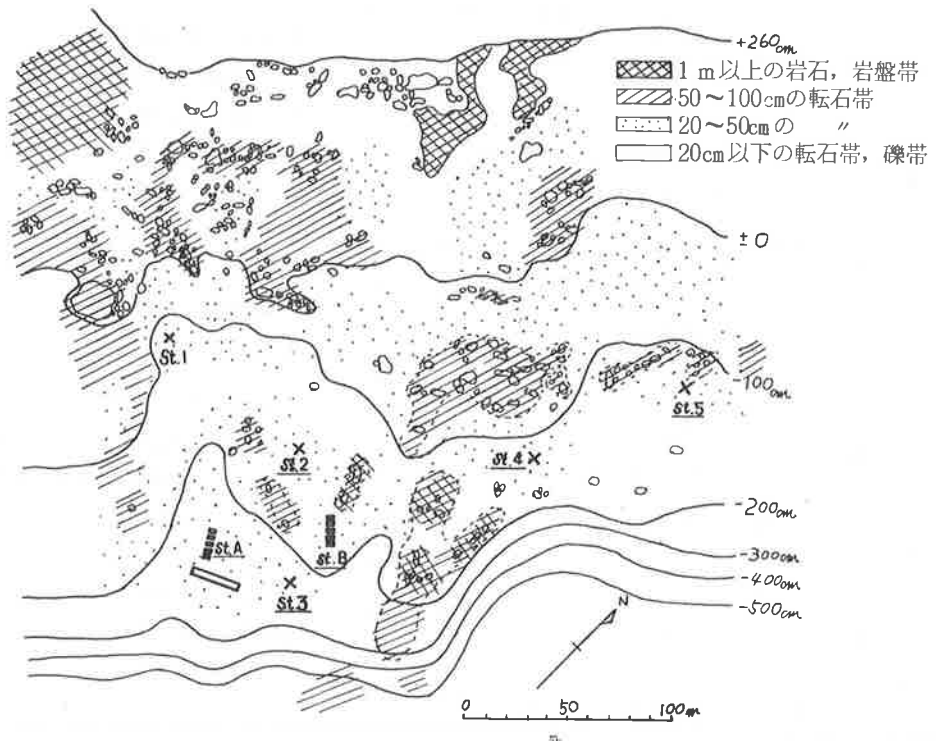 +260cm
1m以上の岩石，岩盤帯
50～100cmの転石帯
20～50cmの 〃
20cm以下の転石帯，礫帯
±0
St.1
-100cm
St.5
St.2
St.4
-200cm
St.A
St.B
-300cm
St.3
-400cm
-500cm
N
0 50 100m